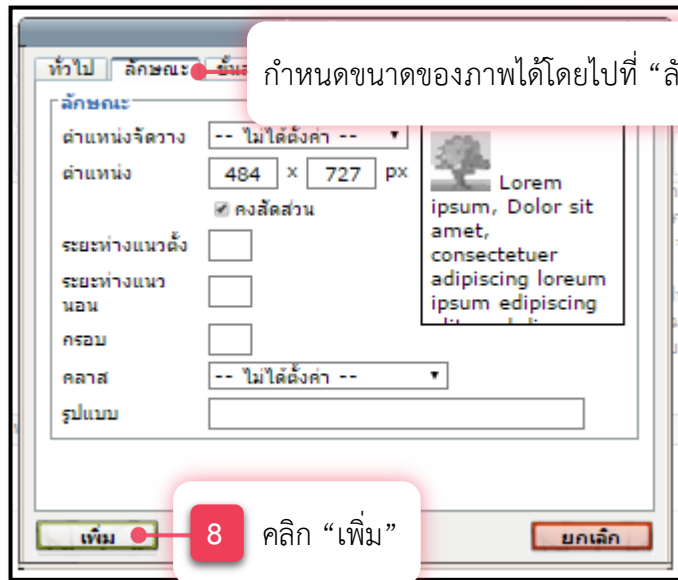 ทั่วไป ลักษณะ
กำหนดขนาดของภาพได้โดยไปที่ “
ลักษณะ
ตำแหน่งจัดวาง -- ไม่ได้ตั้งค่า --
ตำแหน่ง 484 x 727 px
คงสัดส่วน
ระยะห่างแนวตั้ง
ระยะห่างแนว
นอน
กรอบ
คลาส -- ไม่ได้ตั้งค่า --
รูปแบบ
Lorem
ipsum, Dolor sit
amet,
consectetuer
adipiscing loreum
ipsum edipiscing
เพิ่ม
8 คลิก “เพิ่ม”
ยกเลิก